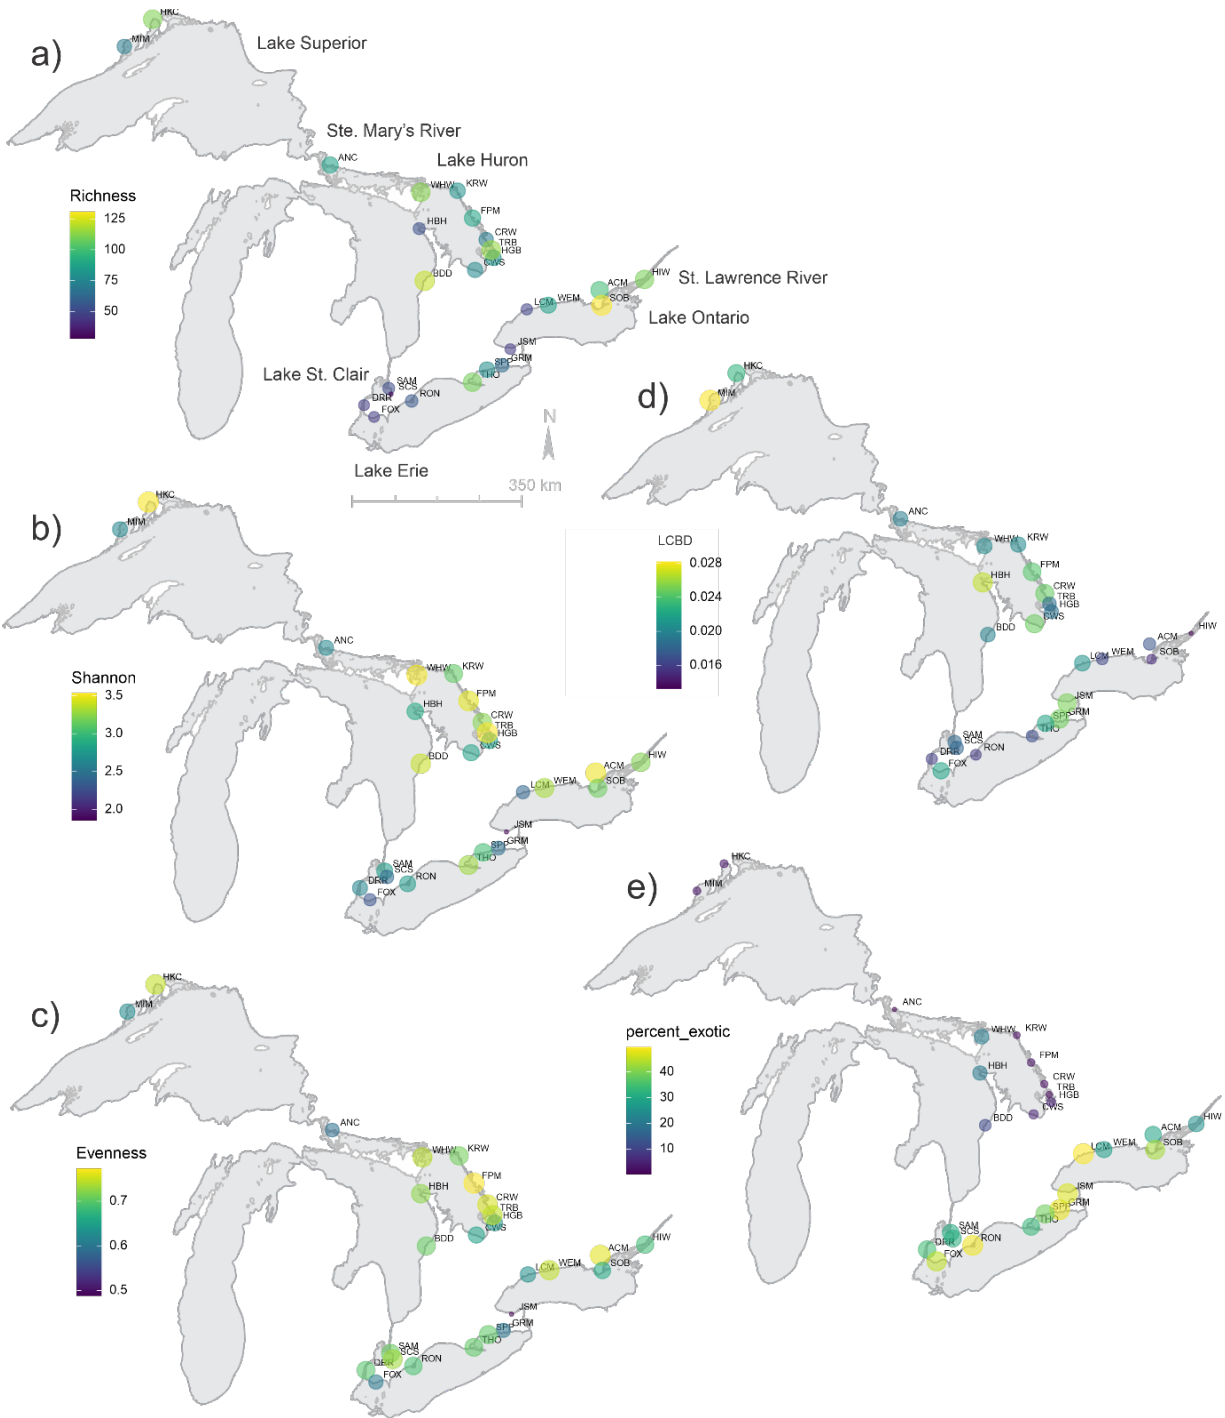 a)
HKC
MIM
Lake Superior
Ste. Mary's River
ANC
Lake Huron
WHW
KRW
Richness
125
100
75
50
FPM
HBH
CRW
TRB
HGB
CWS
BDD
HIW
St. Lawrence River
ACM
LCM
WEM
SOB
Lake Ontario
JSM
GRM
SPP
THO
Lake St. Clair
SAM
SCS
DRR
RON
FOX
N
Lake Erie
350 km
b)
HKC
MIM
ANC
WHW
KRW
Shannon
3.5
3.0
2.5
2.0
FPM
HBH
CRW
TRB
HGB
CWS
BDD
HIW
ACM
LCM
WEM
SOB
JSM
GRM
SPP
THO
SAM
SCS
DRR
RON
FOX
c)
HKC
MIM
ANC
WHW
KRW
Evenness
0.7
0.6
0.5
FPM
HBH
CRW
TRB
HGB
CWS
BDD
HIW
ACM
LCM
WEM
SOB
JSM
GRM
SPP
THO
SAM
SCS
DRR
RON
FOX
d)
HKC
MIM
ANC
WHW
KRW
LCBD
0.028
0.024
0.020
0.016
FPM
HBH
CRW
TRB
HGB
CWS
BDD
HIW
ACM
LCM
WEM
SOB
JSM
GRM
SPP
THO
SAM
SCS
DRR
RON
FOX
e)
HKC
MIM
ANC
WHW
KRW
percent_exotic
40
30
20
10
FPM
HBH
CRW
TRB
HGB
CWS
BDD
HIW
ACM
LCM
WEM
SOB
JSM
GRM
SPP
THO
SAM
SCS
DRR
RON
FOX